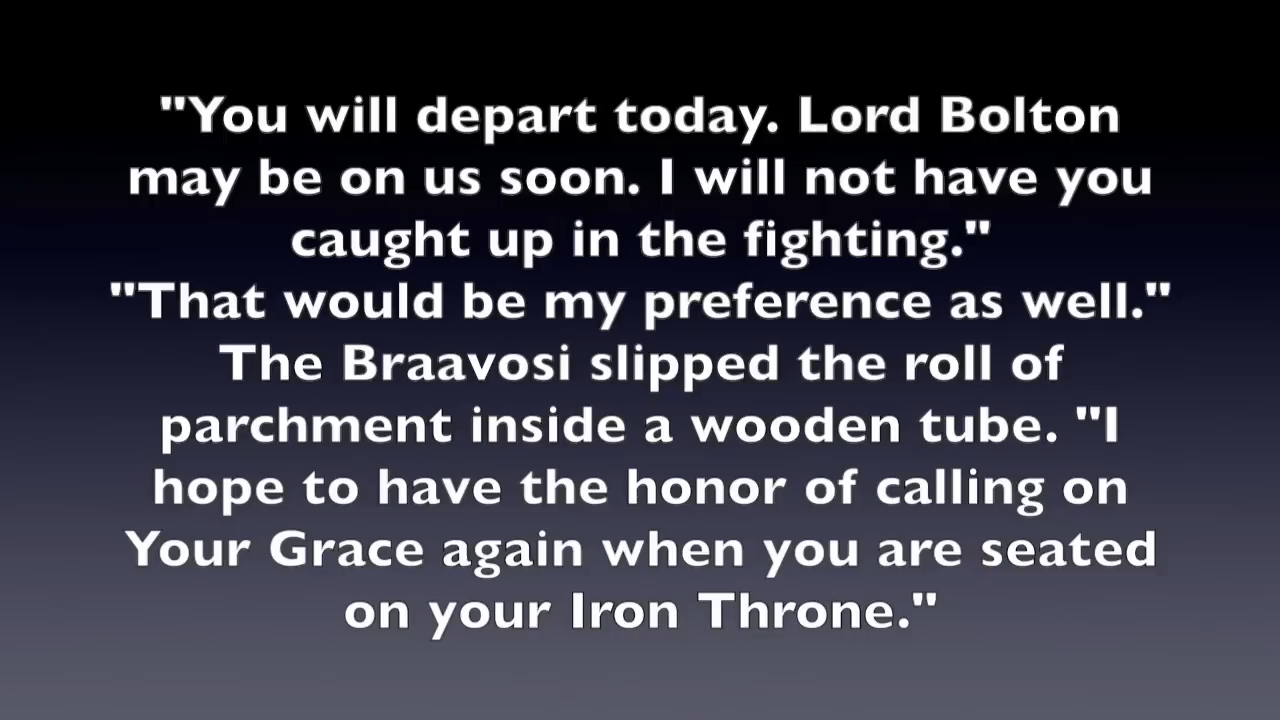 "You will depart today. Lord Bolton
may be on us soon. I will not have you
caught up in the fighting."
"That would be my preference as well."
The Braavosi slipped the roll of
parchment inside a wooden tube. "I
hope to have the honor of calling on
Your Grace again when you are seated
on your Iron Throne."